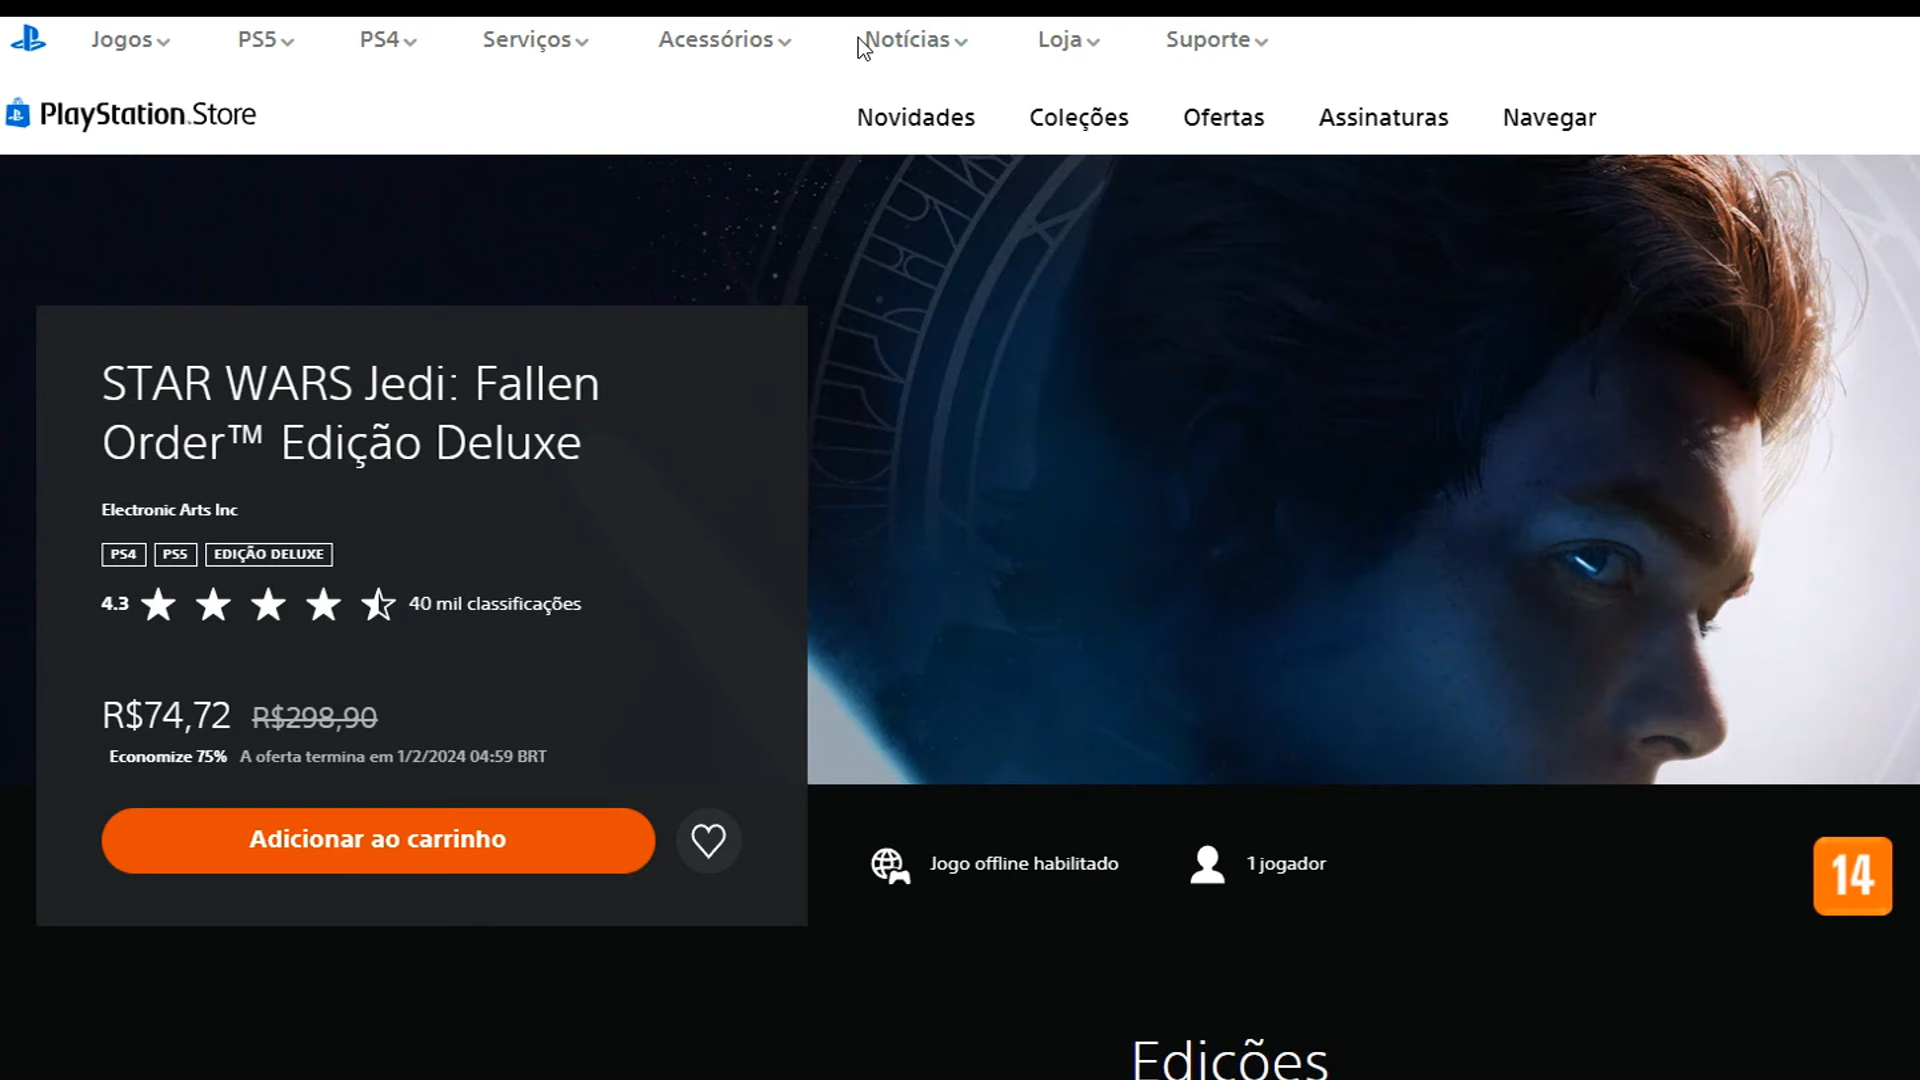 Jogos PS5 PS4 Serviços Acessórios Notícias Loja Suporte
PlayStation Store
Novidades Coleções Ofertas Assinaturas Navegar
STAR WARS Jedi: Fallen
Order™ Edição Deluxe
Electronic Arts Inc
PS4 PS5 EDIÇÃO DELUXE
4.3 40 mil classificações
R$74,72 R$298,90
Economize 75% A oferta termina em 1/2/2024 04:59 BRT
Adicionar ao carrinho
Jogo offline habilitado 1 jogador
14
Edições